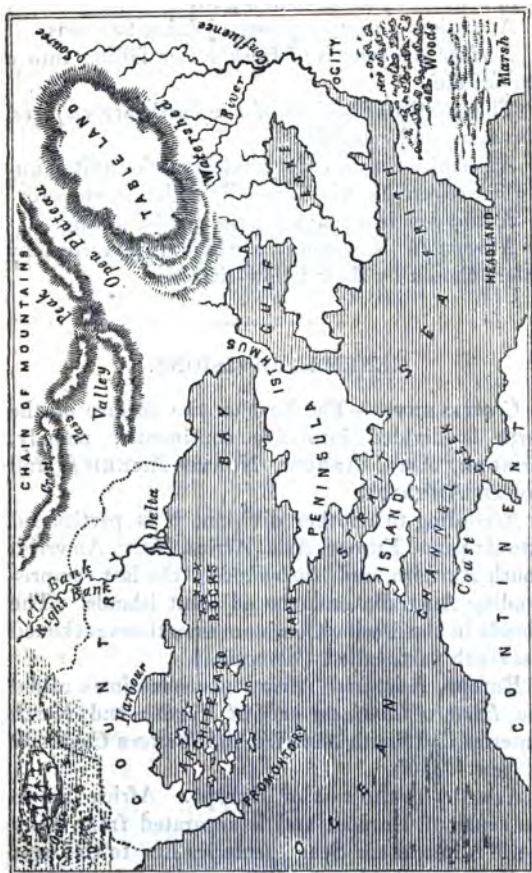 CHAIN OF MOUNTAINS
Peak
Pass
Crest
Valley
Open Plateau
TABLE LAND
Source
Watershed
River
Confluence
CITY
LAKE
Woods
Marsh
Left Bank
Right Bank
Delta
Harbour
COUNT
BAY
ISTHMUS
GULF
FRITH
HEADLAND
ROCKS
ARCHIPELAGO
CAPE
PENINSULA
SEA
STRAIT
ISLAND
PROMONTORY
OCEAN
CHANNEL
CREEK
Coast
CONTINENT